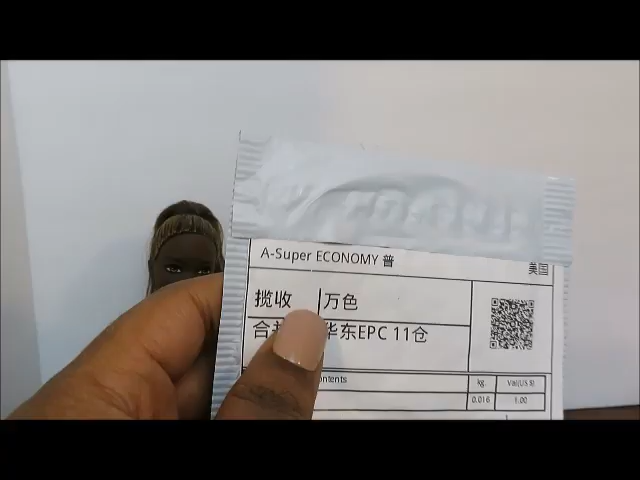 A-Super ECONOMY 普
美国
揽收 万色
合 华东EPC 11仓
kg. Val(US $)
0.016 1.00